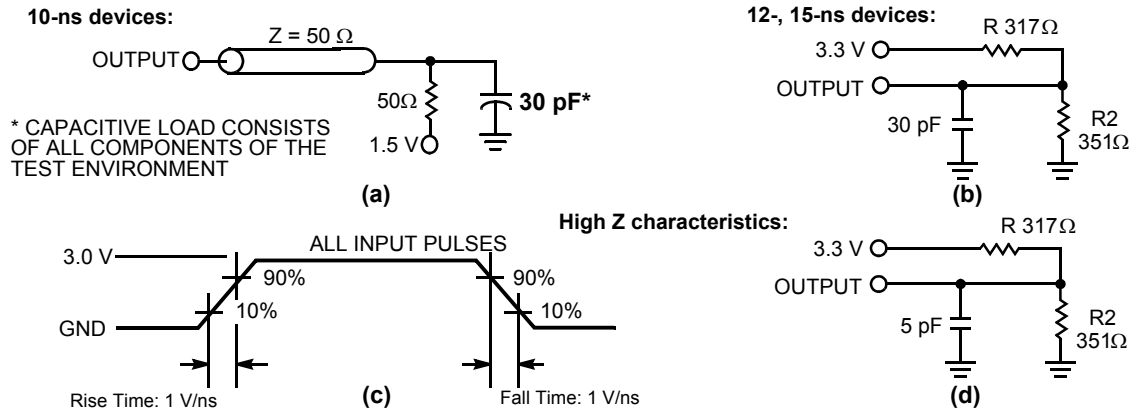 10-ns devices:
Z = 50 Ω
OUTPUT
50Ω
30 pF*
1.5 V
* CAPACITIVE LOAD CONSISTS
OF ALL COMPONENTS OF THE
TEST ENVIRONMENT
(a)
12-, 15-ns devices:
R 317Ω
3.3 V
OUTPUT
30 pF
R2
351Ω
(b)
ALL INPUT PULSES
3.0 V
90%
90%
10%
10%
GND
Rise Time: 1 V/ns
(c)
Fall Time: 1 V/ns
High Z characteristics:
R 317Ω
3.3 V
OUTPUT
5 pF
R2
351Ω
(d)